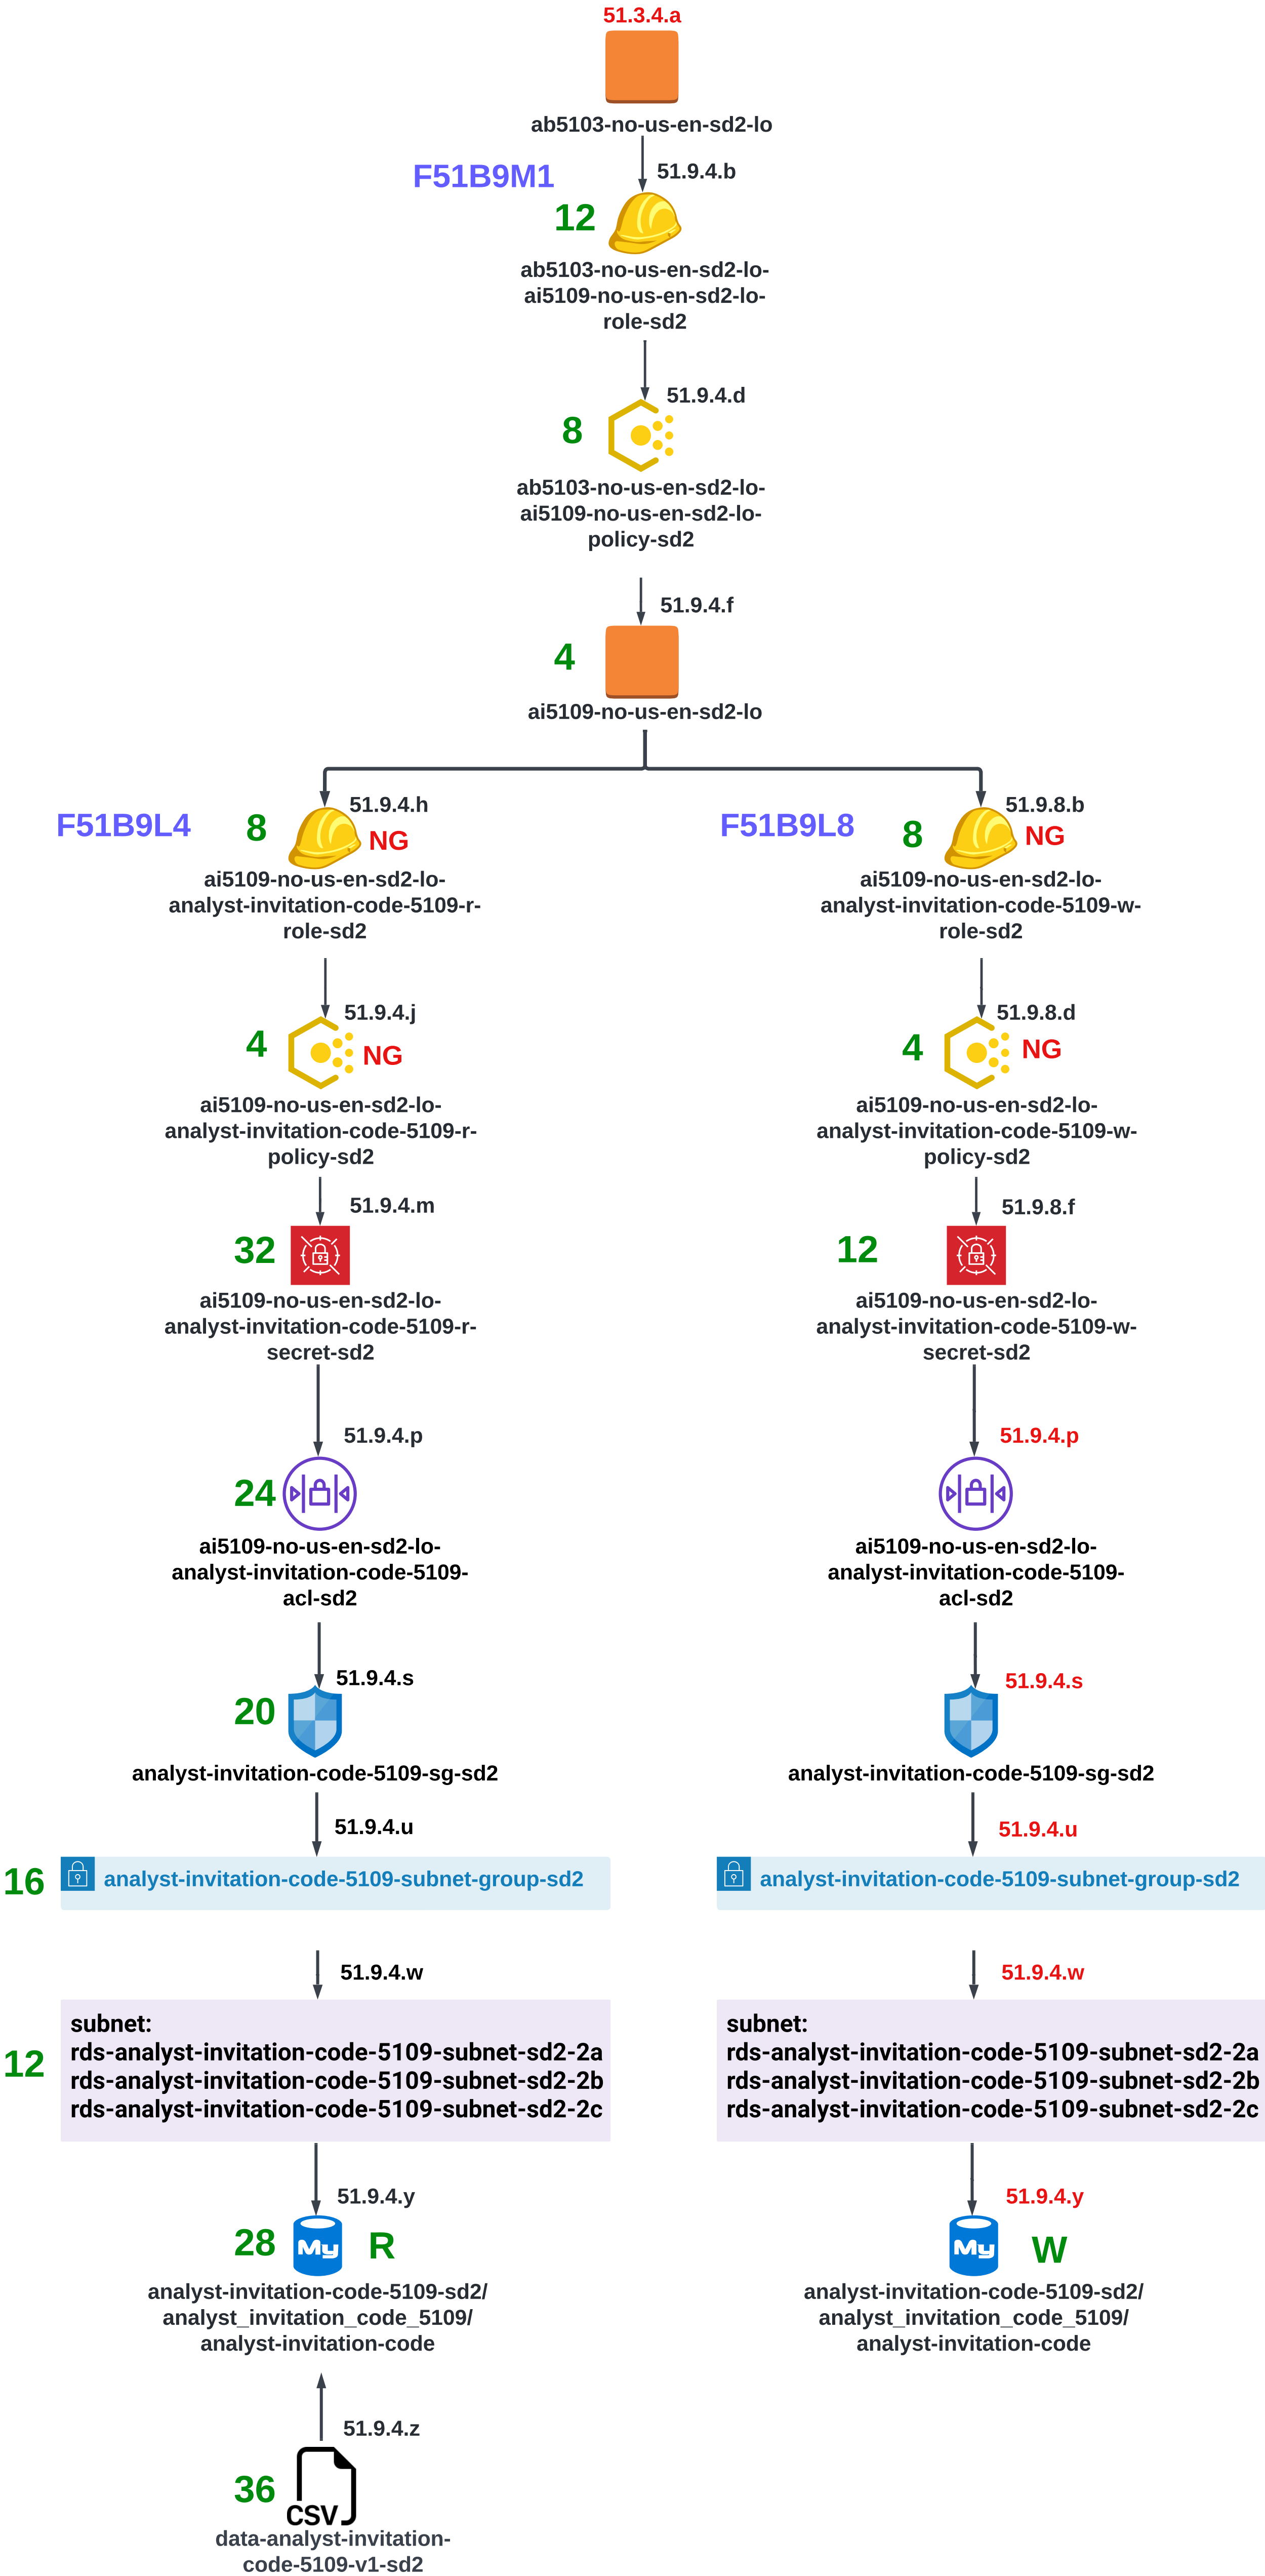 51.3.4.a
ab5103-no-us-en-sd2-lo
51.9.4.b
F51B9M1
12
ab5103-no-us-en-sd2-lo-
ai5109-no-us-en-sd2-lo-
role-sd2
51.9.4.d
8
ab5103-no-us-en-sd2-lo-
ai5109-no-us-en-sd2-lo-
policy-sd2
51.9.4.f
4
ai5109-no-us-en-sd2-lo
F51B9L4
8
51.9.4.h
NG
ai5109-no-us-en-sd2-lo-
analyst-invitation-code-5109-r-
role-sd2
51.9.4.j
4
NG
ai5109-no-us-en-sd2-lo-
analyst-invitation-code-5109-r-
policy-sd2
51.9.4.m
32
ai5109-no-us-en-sd2-lo-
analyst-invitation-code-5109-r-
secret-sd2
51.9.4.p
24
ai5109-no-us-en-sd2-lo-
analyst-invitation-code-5109-
acl-sd2
51.9.4.s
20
analyst-invitation-code-5109-sg-sd2
51.9.4.u
16
analyst-invitation-code-5109-subnet-group-sd2
51.9.4.w
12
subnet:
rds-analyst-invitation-code-5109-subnet-sd2-2a
rds-analyst-invitation-code-5109-subnet-sd2-2b
rds-analyst-invitation-code-5109-subnet-sd2-2c
51.9.4.y
28
My
R
analyst-invitation-code-5109-sd2/
analyst_invitation_code_5109/
analyst-invitation-code
51.9.4.z
36
CSV
data-analyst-invitation-
code-5109-v1-sd2
F51B9L8
8
51.9.8.b
NG
ai5109-no-us-en-sd2-lo-
analyst-invitation-code-5109-w-
role-sd2
51.9.8.d
4
NG
ai5109-no-us-en-sd2-lo-
analyst-invitation-code-5109-w-
policy-sd2
51.9.8.f
12
ai5109-no-us-en-sd2-lo-
analyst-invitation-code-5109-w-
secret-sd2
51.9.4.p
ai5109-no-us-en-sd2-lo-
analyst-invitation-code-5109-
acl-sd2
51.9.4.s
analyst-invitation-code-5109-sg-sd2
51.9.4.u
analyst-invitation-code-5109-subnet-group-sd2
51.9.4.w
subnet:
rds-analyst-invitation-code-5109-subnet-sd2-2a
rds-analyst-invitation-code-5109-subnet-sd2-2b
rds-analyst-invitation-code-5109-subnet-sd2-2c
51.9.4.y
My
W
analyst-invitation-code-5109-sd2/
analyst_invitation_code_5109/
analyst-invitation-code